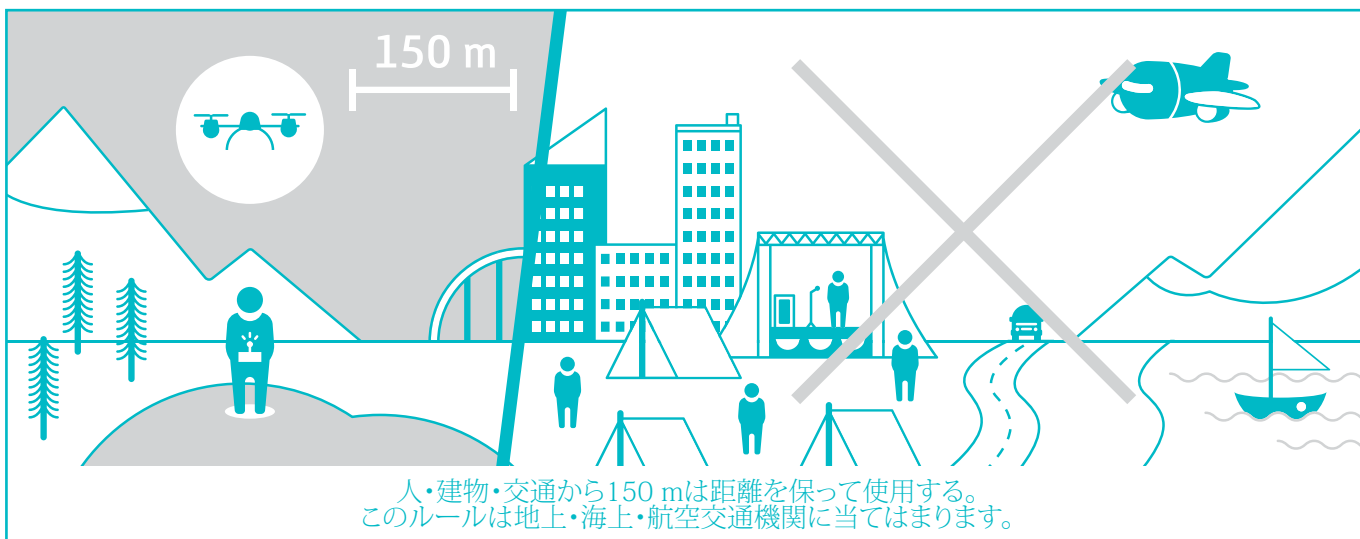 150 m
人・建物・交通から150 mは距離を保って使用する。
このルールは地上・海上・航空交通機関に当てはまります。